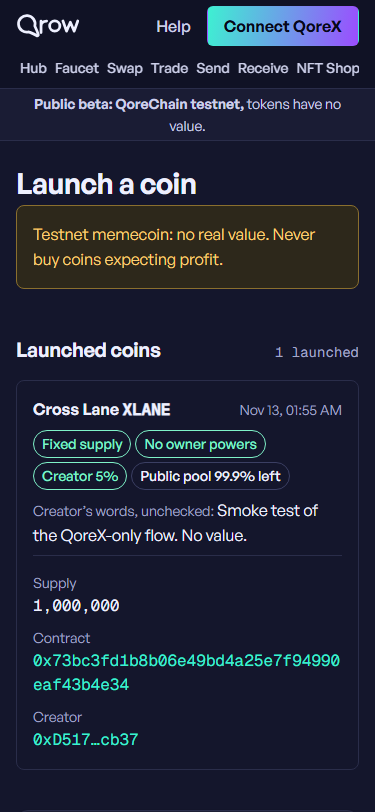 Qrow
Help
Connect QoreX
Hub Faucet Swap Trade Send Receive NFT Shop
Public beta: QoreChain testnet, tokens have no
value.
Launch a coin
Testnet memecoin: no real value. Never
buy coins expecting profit.
Launched coins
1 launched
Cross Lane XLANE
Nov 13, 01:55 AM
Fixed supply
No owner powers
Creator 5%
Public pool 99.9% left
Creator's words, unchecked: Smoke test of
the QoreX-only flow. No value.
Supply
1,000,000
Contract
0x73bc3fd1b8b06e49bd4a25e7f94990
eaf43b4e34
Creator
0xD517…cb37